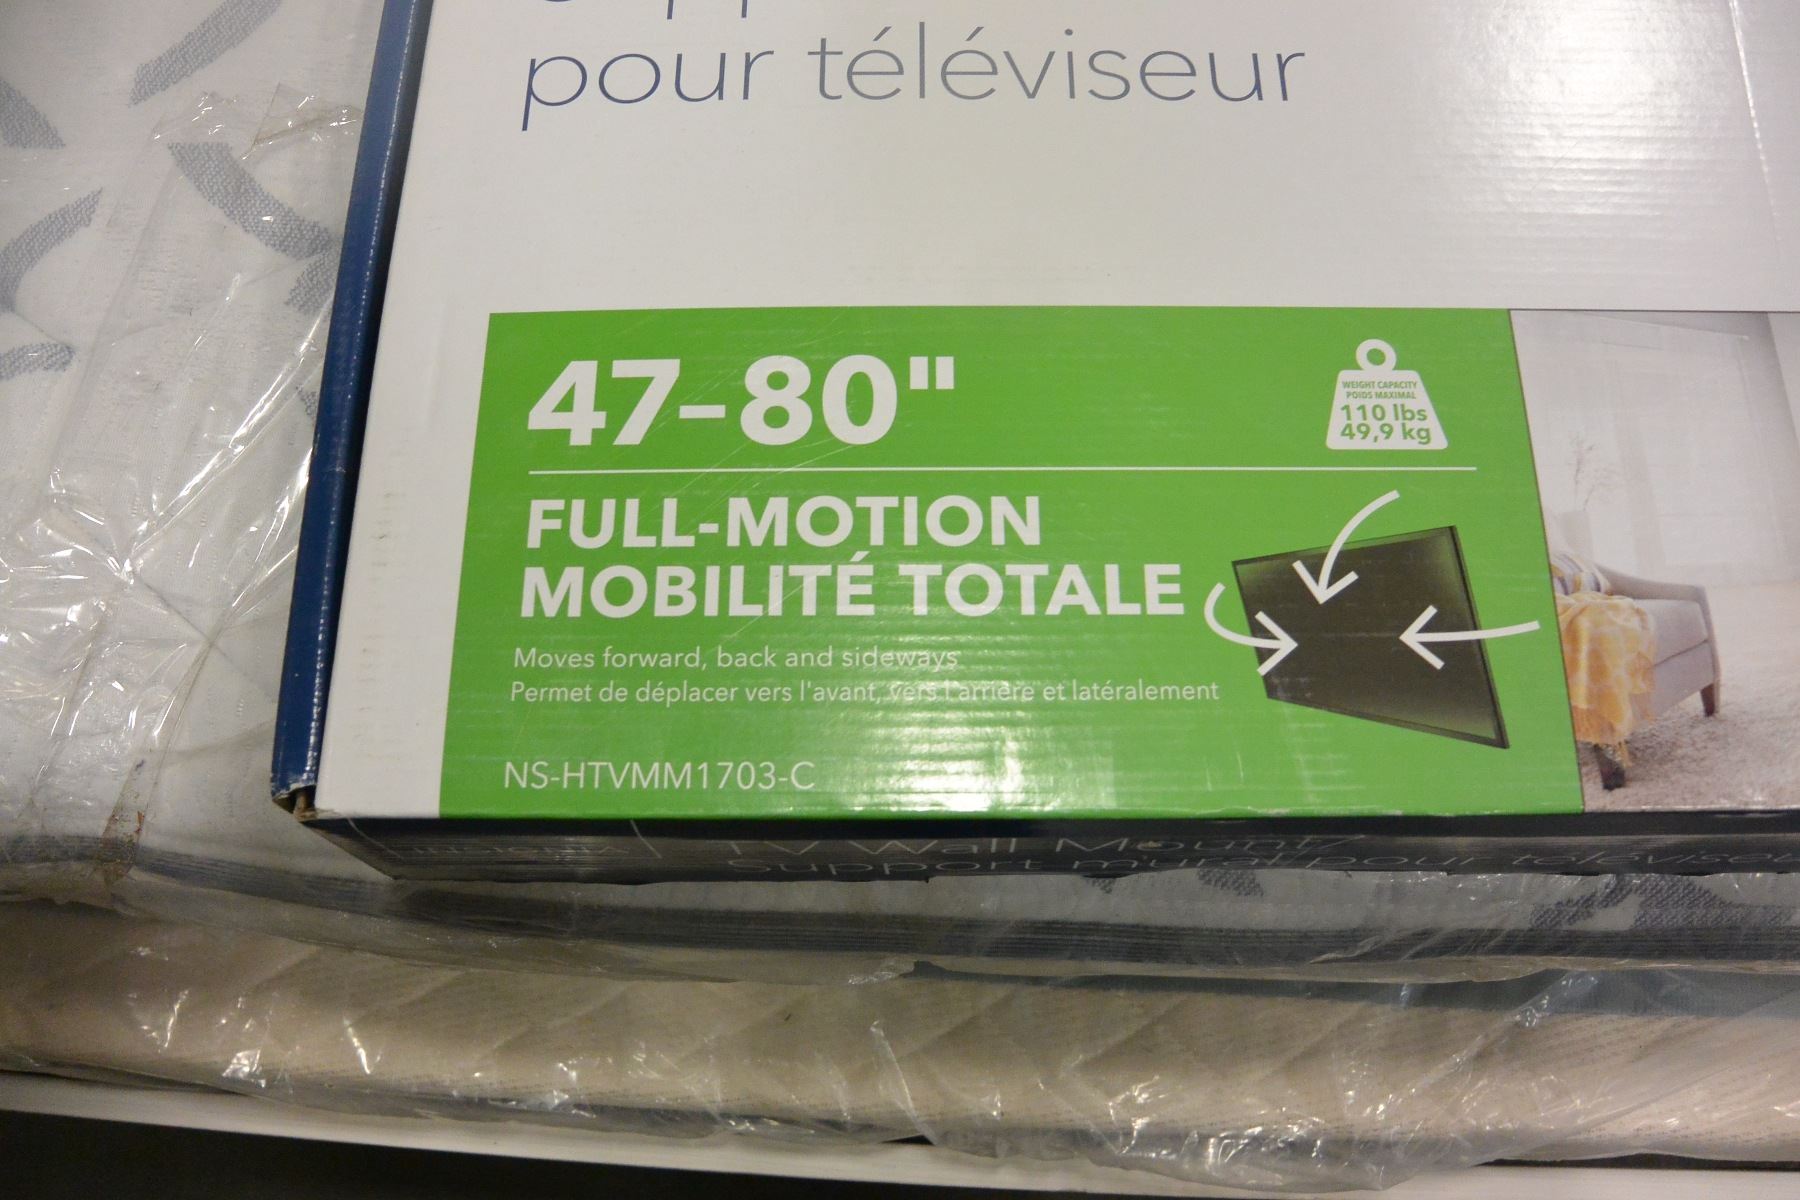 pour téléviseur
47-80"
WEIGHT CAPACITY
POIDS MAXIMAL
110 lbs
49,9 kg
FULL-MOTION
MOBILITÉ TOTALE
Moves forward, back and sideways
Permet de déplacer vers l'avant, vers l'arrière et latéralement
NS-HTVMM1703-C
INSIGNIA
TV Wall Mount/
Support mural pour téléviseur